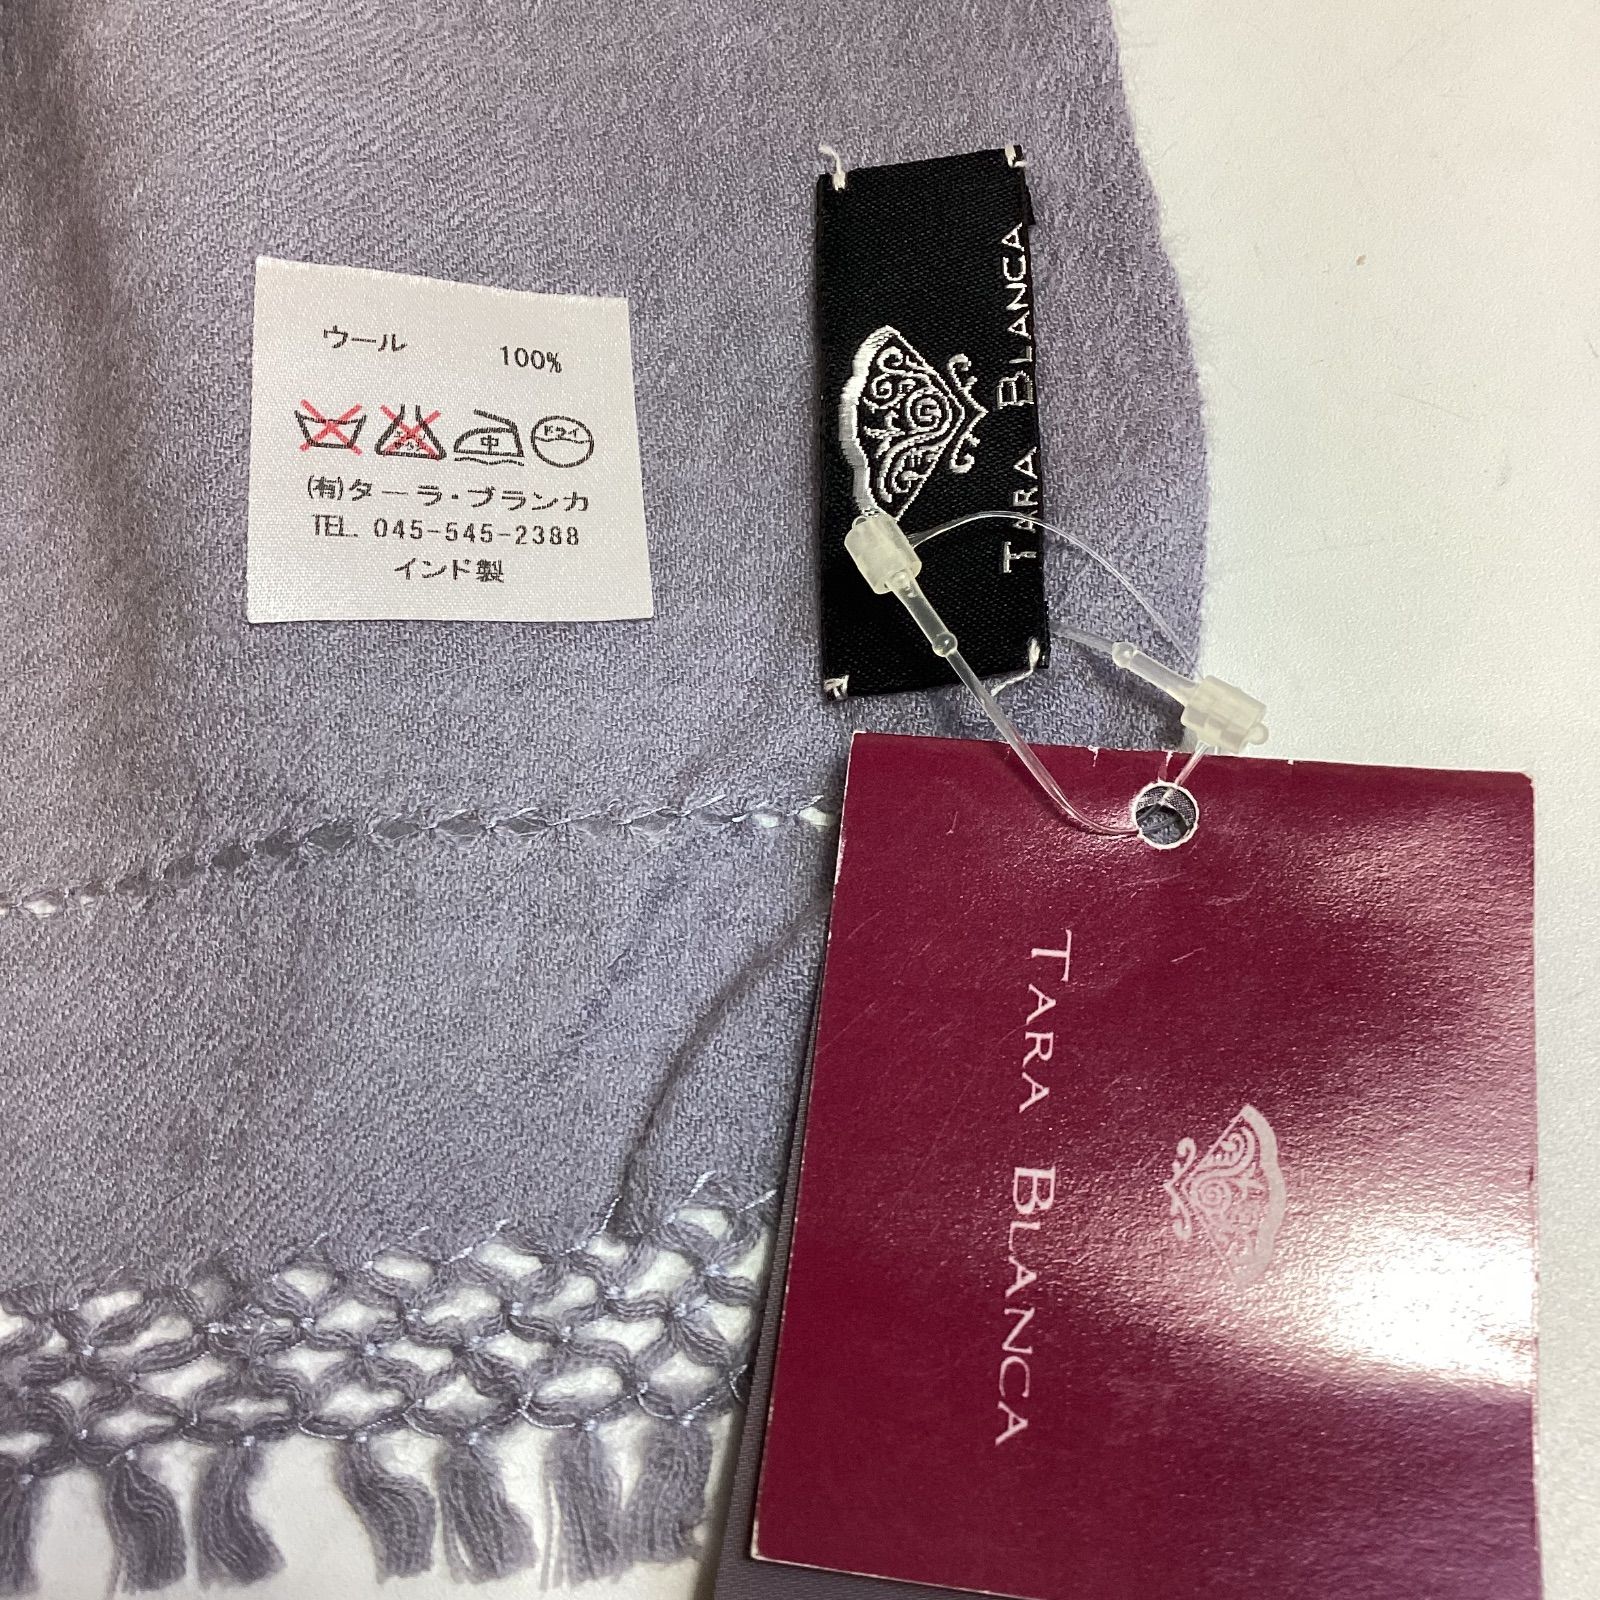 ウール 100%
中 ドライ
(有)ターラ・ブランカ
TEL. 045-545-2388
インド製
TARA BLANCA
TARA BLANCA